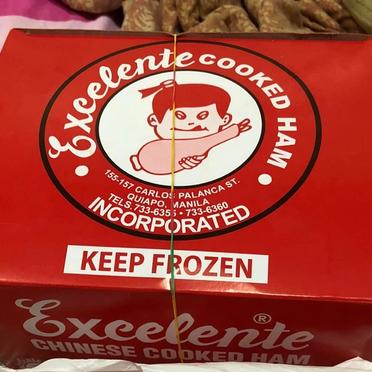 Excelente COOKED HAM
155-157 CARLOS PALANCA ST.
QUIAPO, MANILA
TELS. 733-6355 • 733-6360
INCORPORATED
KEEP FROZEN
Excelente®
CHINESE COOKED HAM